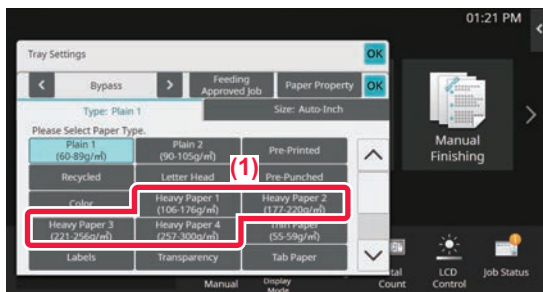 01:21 PM
Tray Settings
OK
Bypass
Feeding
Approved Job
Paper Property
OK
Type: Plain 1
Size: Auto-Inch
Please Select Paper Type.
Plain 1
(60-89g/㎡)
Plain 2
(90-105g/㎡)
Pre-Printed
Recycled
Letter Head
(1)
Pre-Punched
Color
Heavy Paper 1
(106-176g/㎡)
Heavy Paper 2
(177-220g/㎡)
Heavy Paper 3
(221-256g/㎡)
Heavy Paper 4
(257-300g/㎡)
Thin Paper
(55-59g/㎡)
Labels
Transparency
Tab Paper
Manual
Finishing
Manual
Display
Mode
Count
LCD
Control
Job Status